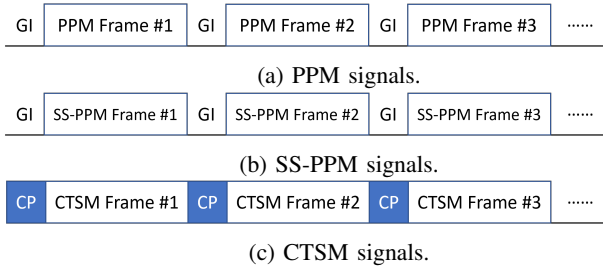 GI PPM Frame #1 GI PPM Frame #2 GI PPM Frame #3 ······
(a) PPM signals.
GI SS-PPM Frame #1 GI SS-PPM Frame #2 GI SS-PPM Frame #3 ······
(b) SS-PPM signals.
CP CTSM Frame #1 CP CTSM Frame #2 CP CTSM Frame #3 ······
(c) CTSM signals.